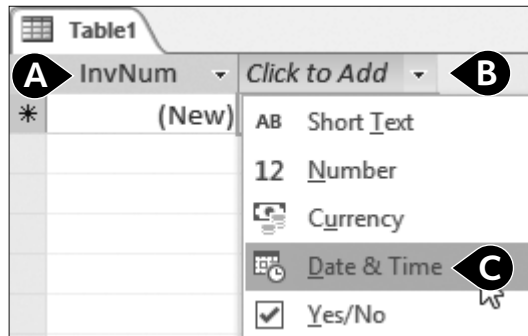 Table1
A InvNum Click to Add B
* (New)
AB Short Text
12 Number
Currency
Date & Time C
Yes/No